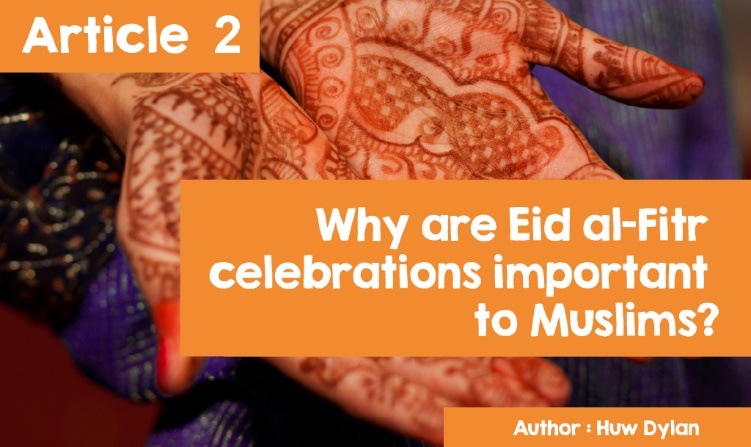 Article 2
Why are Eid al-Fitr
celebrations important
to Muslims?
Author : Huw Dylan